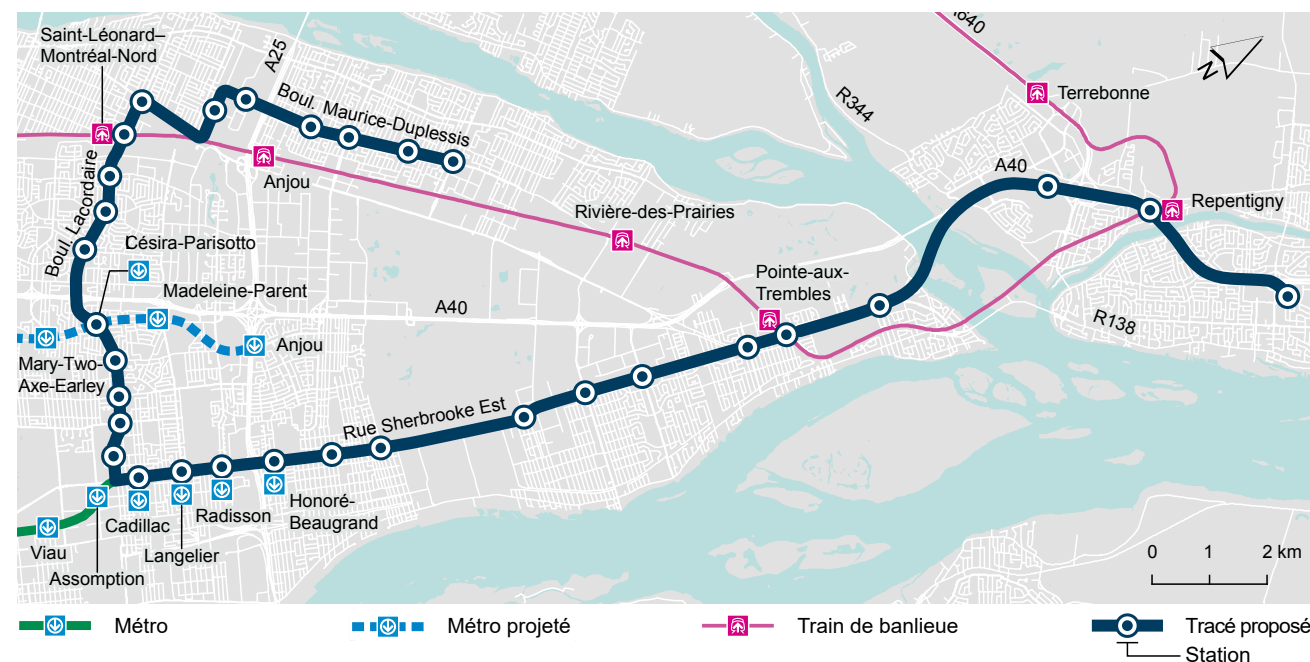 Saint-Léonard–
Montréal-Nord
A25
A640
Boul. Maurice-Duplessis
R344
Terrebonne
N
Boul. Lacordaire
Anjou
A40
Repentigny
Rivière-des-Prairies
Césira-Parisotto
Madeleine-Parent
Pointe-aux-
Trembles
A40
R138
Mary-Two-
Axe-Earley
Anjou
Rue Sherbrooke Est
Viau
Assomption
Cadillac
Langelier
Radisson
Honoré-
Beaugrand
0 1 2 km
Métro
Métro projeté
Train de banlieue
Tracé proposé
Station